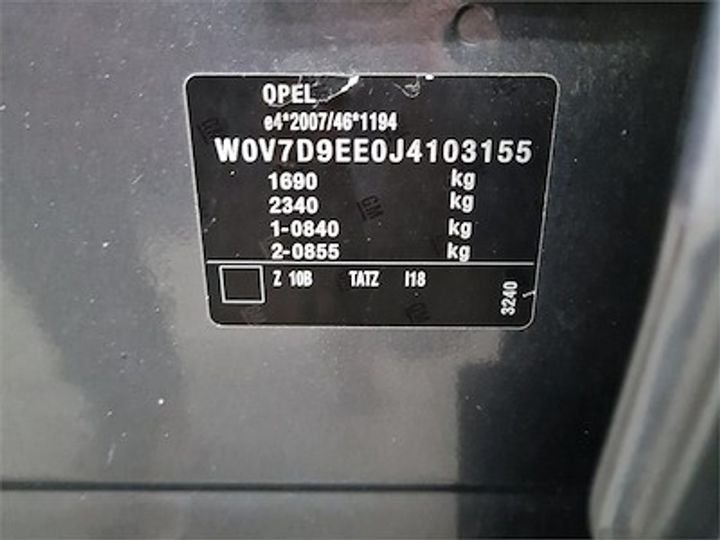 OPEL
e4*2007/46*1194
W0V7D9EE0J4103155
1690 kg
2340 kg
1-0840 kg
2-0855 kg
Z 10B TATZ I18
3240
GM